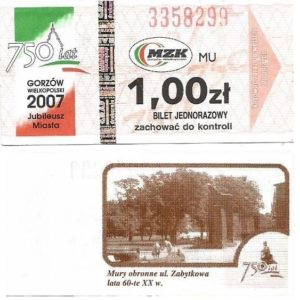 750 lat
GORZÓW
WIELKOPOLSKI
2007
Jubileusz
Miasta
3358299
MZK MU
1,00zł
BILET JEDNORAZOWY
zachować do kontroli
Mury obronne ul. Zabytkowa
lata 60-te XX w.
750 lat